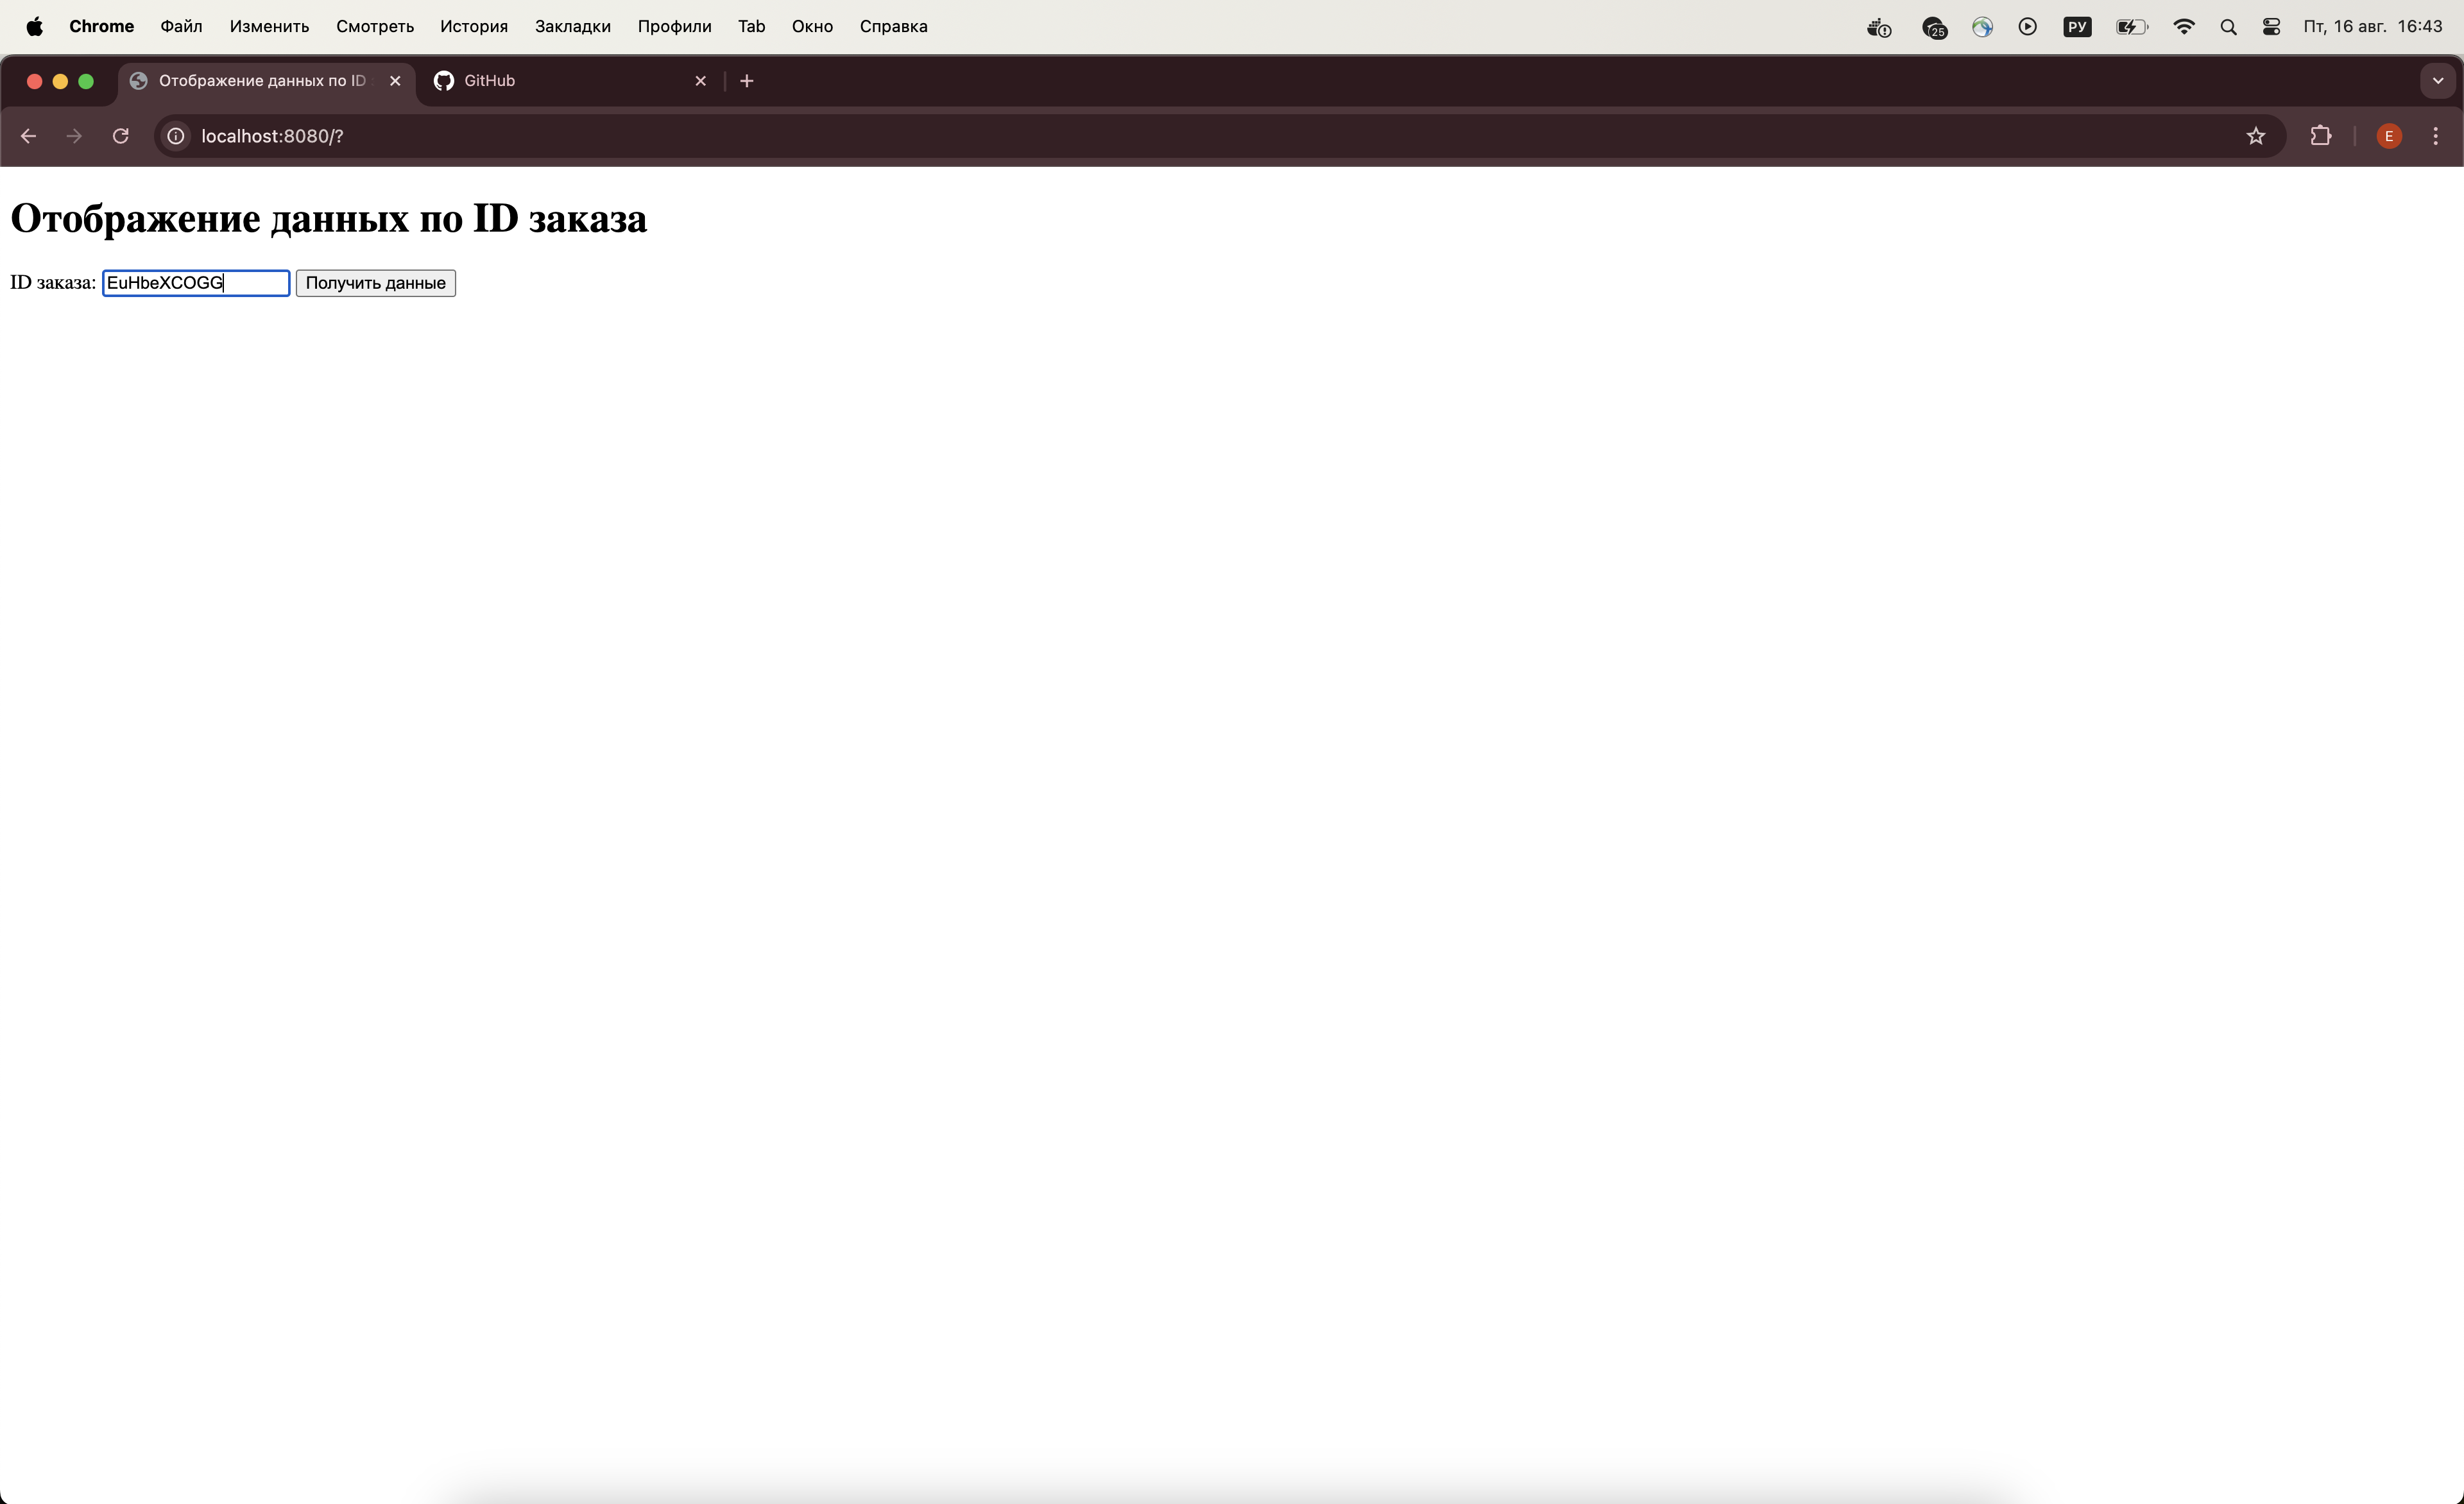 Chrome Файл Изменить Смотреть История Закладки Профили Tab Окно Справка 25 РУ Пт, 16 авг. 16:43
Отображение данных по ID GitHub
localhost:8080/? E
Отображение данных по ID заказа
ID заказа: EuHbeXCOGG Получить данные